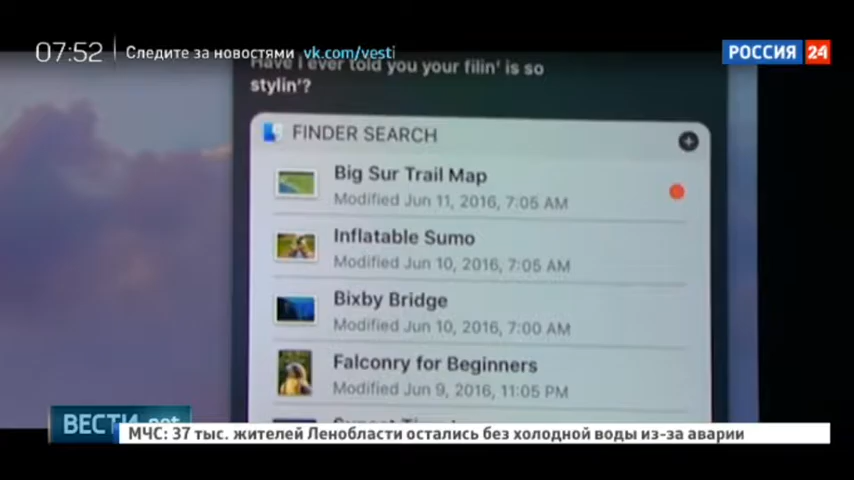 07:52
Следите за новостями vk.com/vesti
РОССИЯ 24
Have I ever told you your filin' is so
stylin'?
FINDER SEARCH
Big Sur Trail Map
Modified Jun 11, 2016, 7:05 AM
Inflatable Sumo
Modified Jun 10, 2016, 7:05 AM
Bixby Bridge
Modified Jun 10, 2016, 7:00 AM
Falconry for Beginners
Modified Jun 9, 2016, 11:05 PM
ВЕСТИ.net
МЧС: 37 тыс. жителей Ленобласти остались без холодной воды из-за аварии